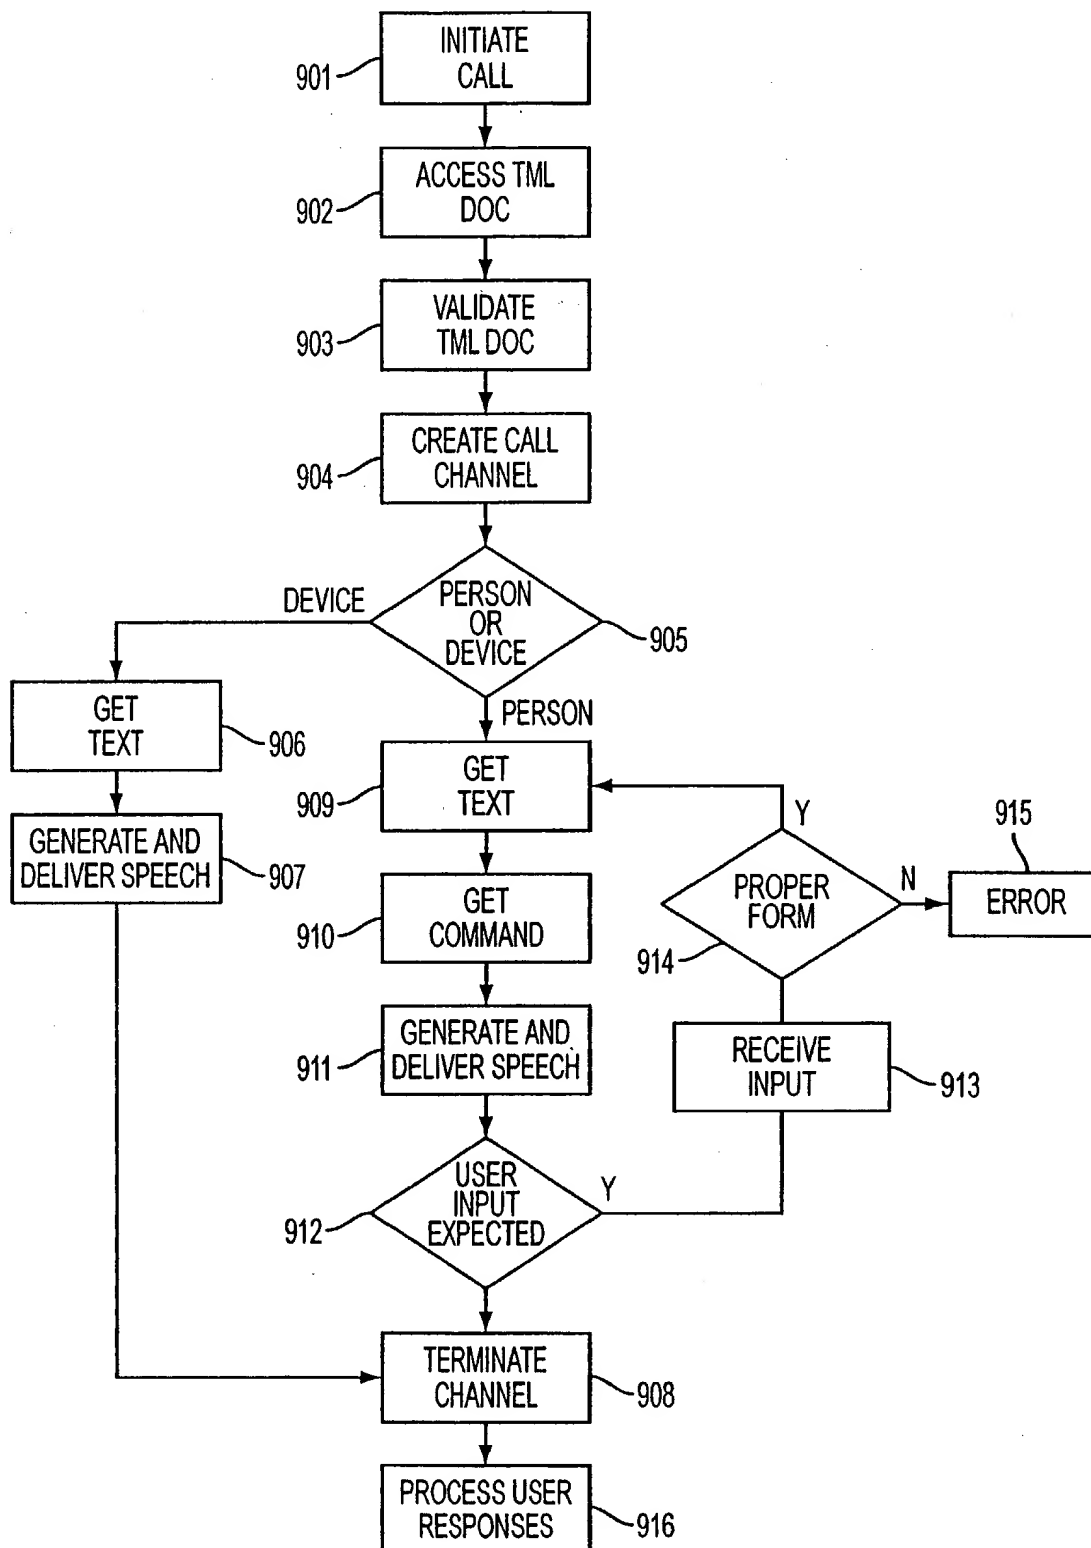 INITIATE
CALL
901
ACCESS TML
DOC
902
VALIDATE
TML DOC
903
CREATE CALL
CHANNEL
904
DEVICE
PERSON
OR
DEVICE
905
PERSON
GET
TEXT
906
GENERATE AND
DELIVER SPEECH
907
GET
TEXT
909
GET
COMMAND
910
GENERATE AND
DELIVER SPEECH
911
USER
INPUT
EXPECTED
912
Y
RECEIVE
INPUT
913
PROPER
FORM
914
Y
N
915
ERROR
TERMINATE
CHANNEL
908
PROCESS USER
RESPONSES
916